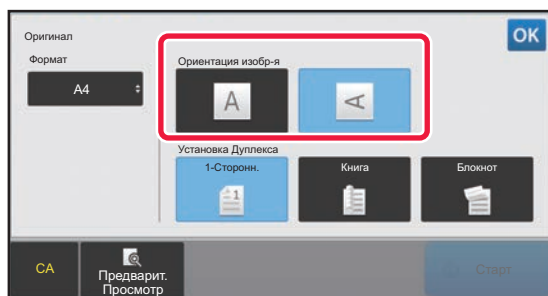 Оригинал
OK
Формат
Ориентация изобр-я
A4
A
A
Установка Дуплекса
1-Сторонн.
Книга
Блокнот
1
CA
Предварит.
Просмотр
Старт